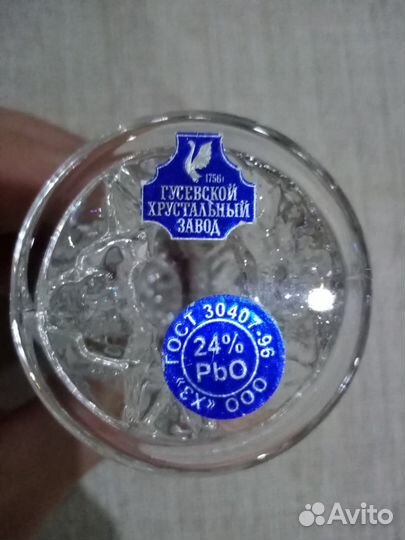 1756г
ГУСЕВСКОЙ
ХРУСТАЛЬНЫЙ
ЗАВОД
ГОСТ 30407-96
24%
PbO
ООО «ХЗ»
Avito